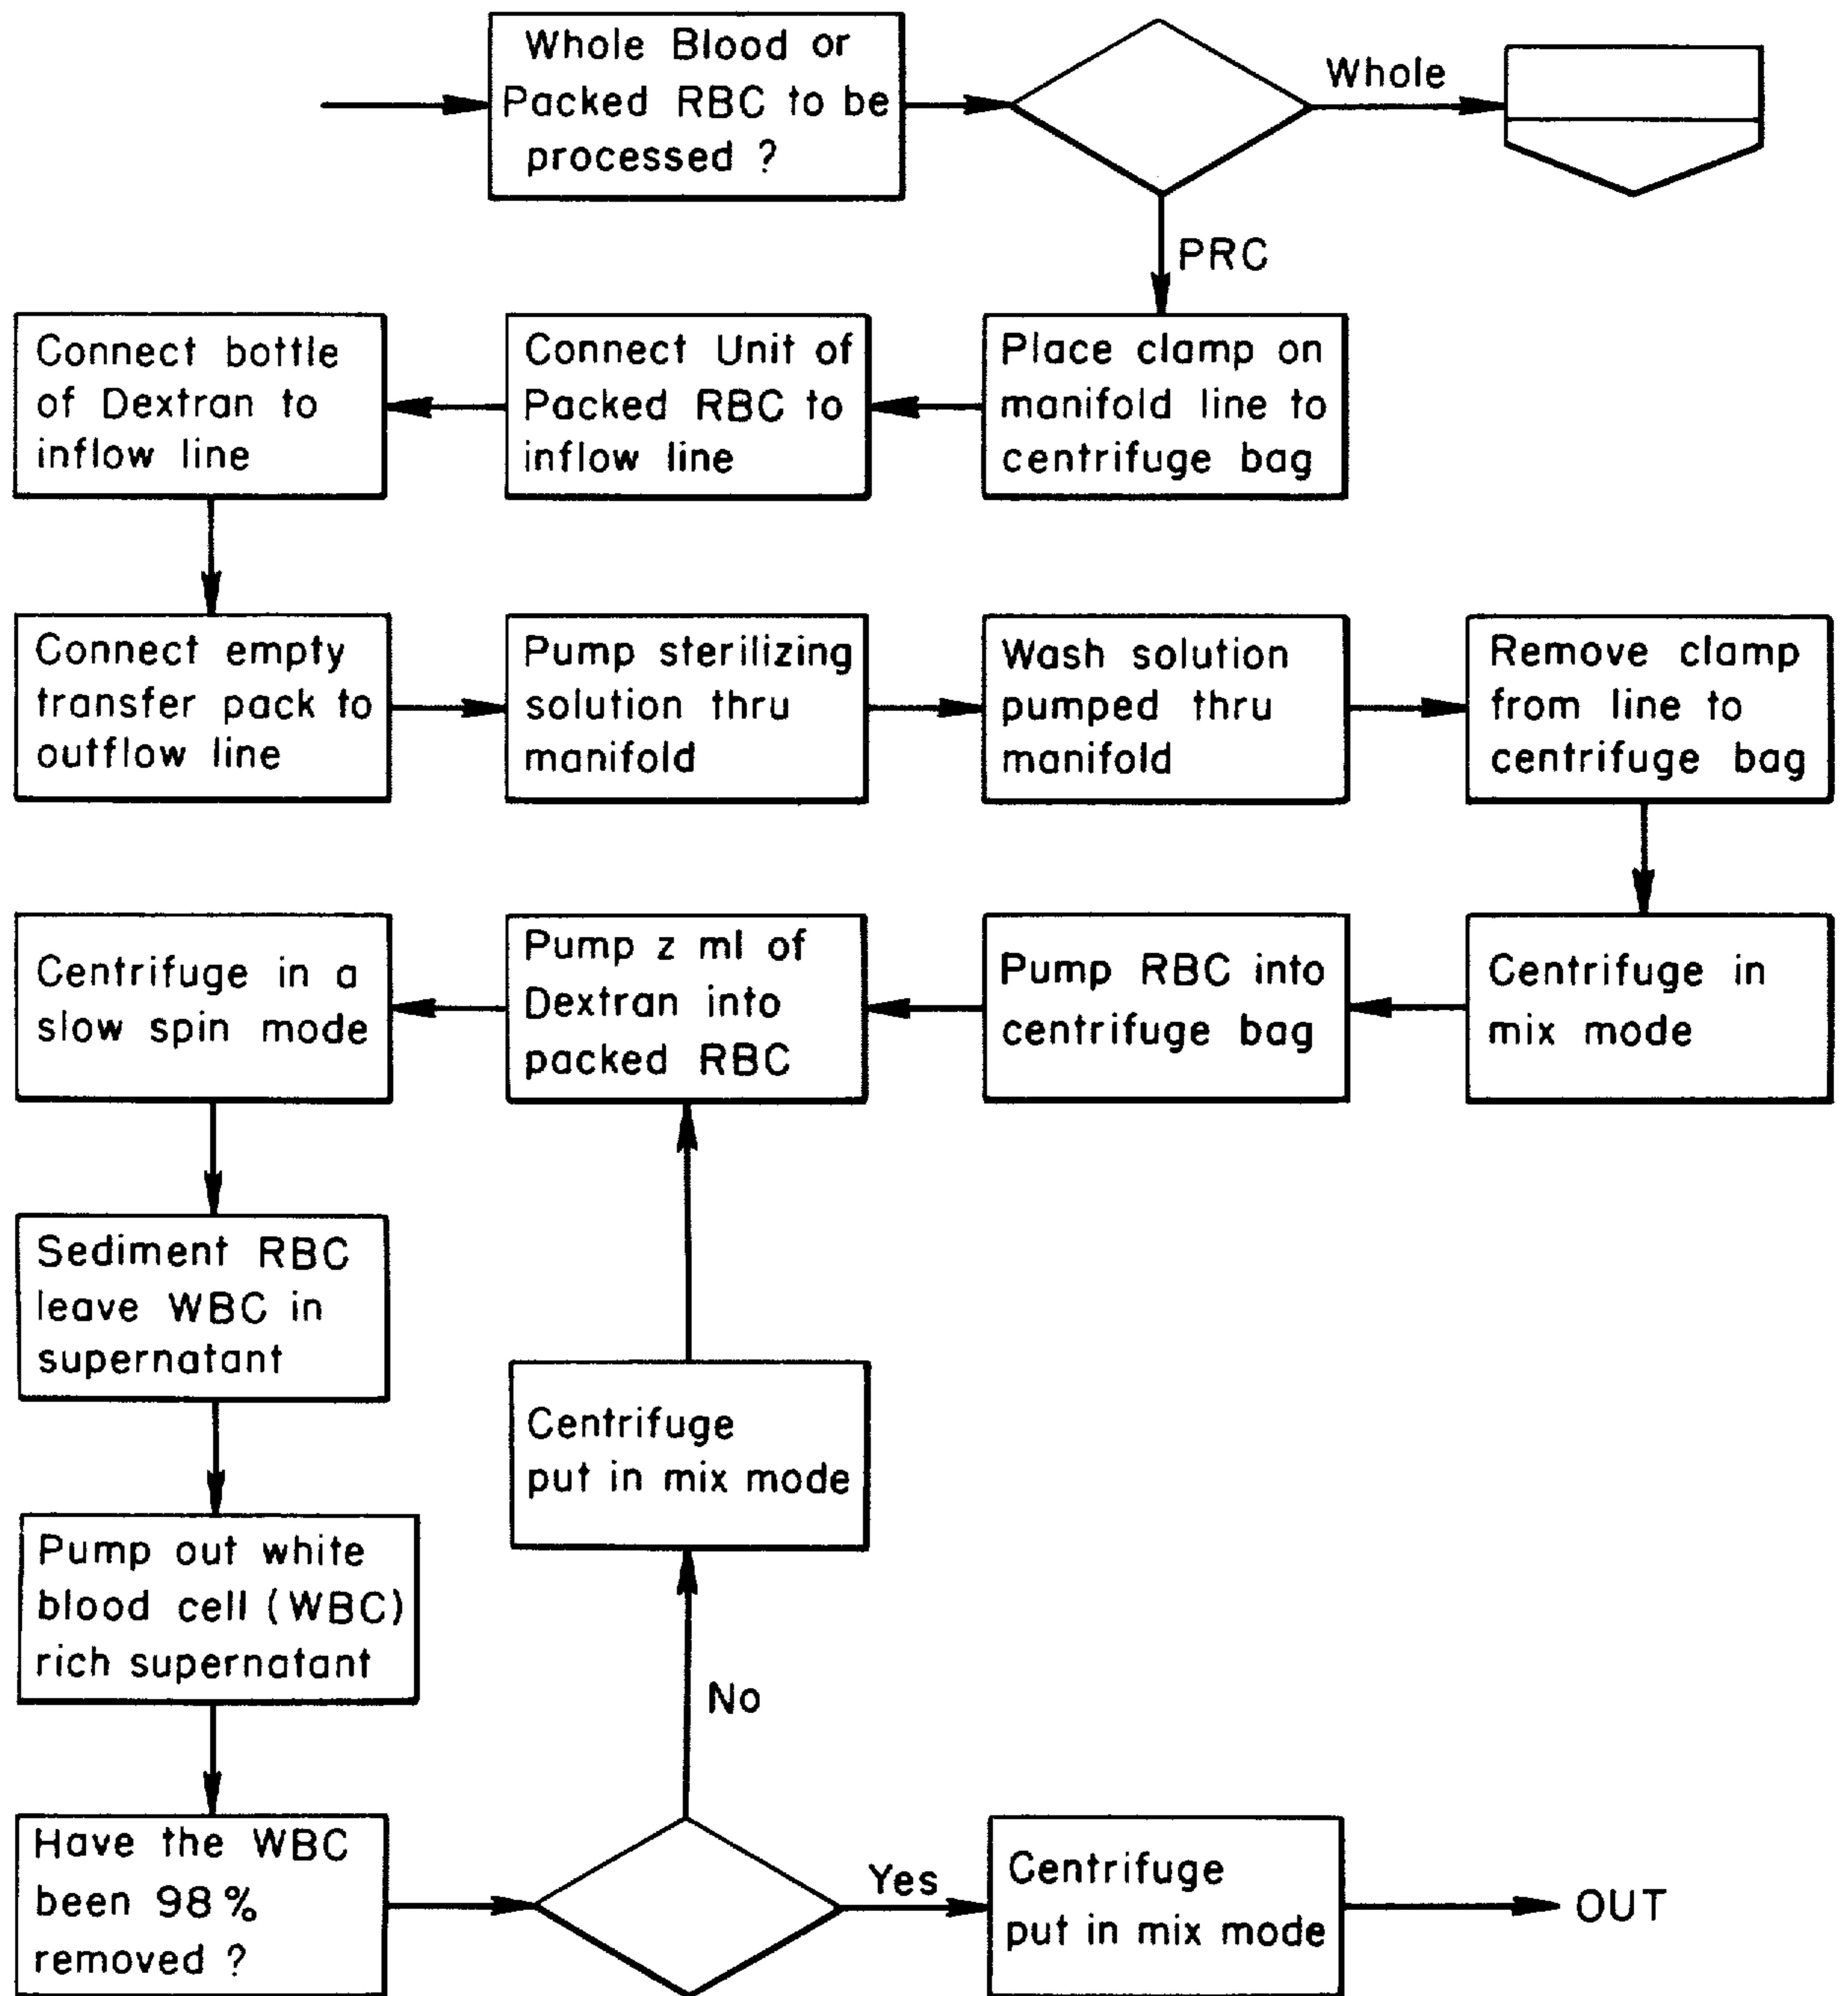 Whole Blood or
Packed RBC to be
processed ?
Whole
PRC
Place clamp on
manifold line to
centrifuge bag
Connect Unit of
Packed RBC to
inflow line
Connect bottle
of Dextran to
inflow line
Connect empty
transfer pack to
outflow line
Pump sterilizing
solution thru
manifold
Wash solution
pumped thru
manifold
Remove clamp
from line to
centrifuge bag
Centrifuge in
mix mode
Pump RBC into
centrifuge bag
Pump z ml of
Dextran into
packed RBC
Centrifuge in a
slow spin mode
Sediment RBC
leave WBC in
supernatant
Pump out white
blood cell (WBC)
rich supernatant
Have the WBC
been 98%
removed ?
No
Centrifuge
put in mix mode
Yes
Centrifuge
put in mix mode
OUT